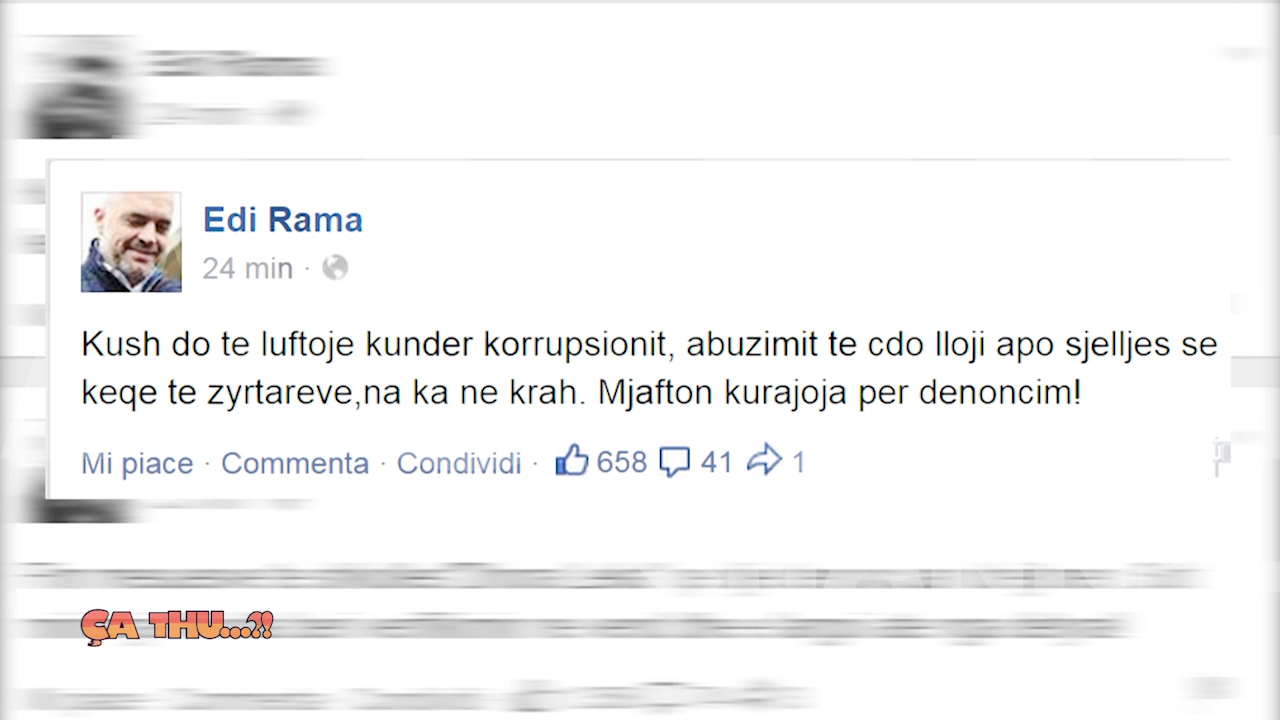 Edi Rama
24 min ·
Kush do te luftoje kunder korrupsionit, abuzimit te cdo lloji apo sjelljes se
keqe te zyrtareve,na ka ne krah. Mjafton kurajoja per denoncim!
Mi piace · Commenta · Condividi · 658 41 1
ÇA THU...?!